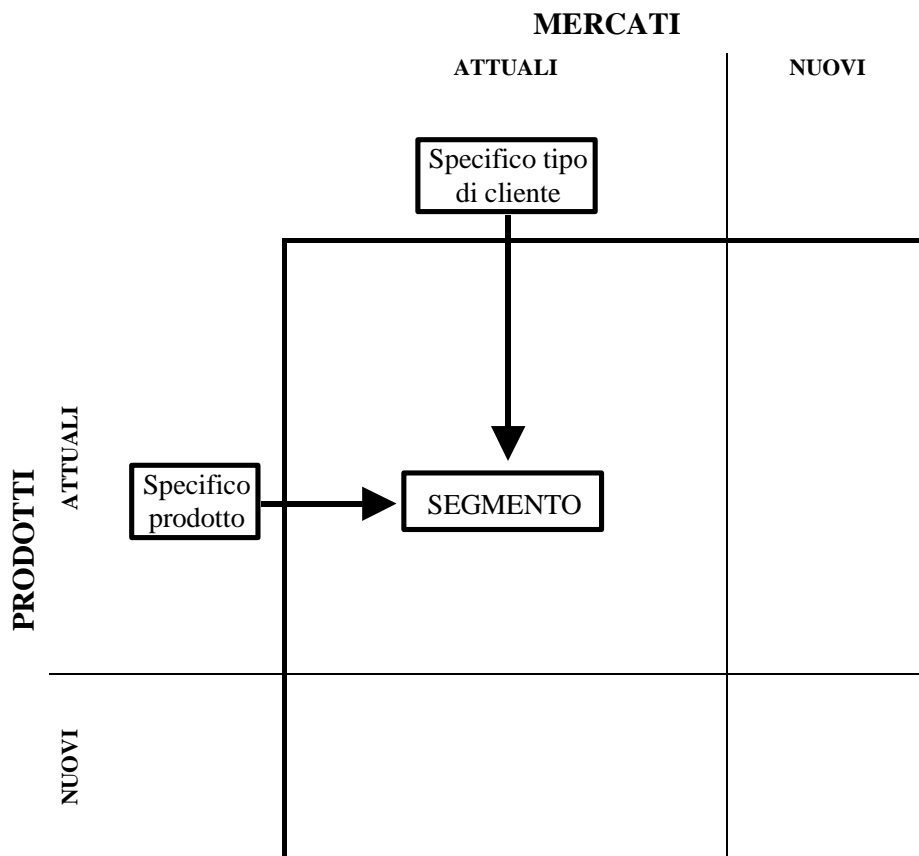 MERCATI
ATTUALI
NUOVI
Specifico tipo
di cliente
PRODOTTI
ATTUALI
Specifico
prodotto
SEGMENTO
NUOVI